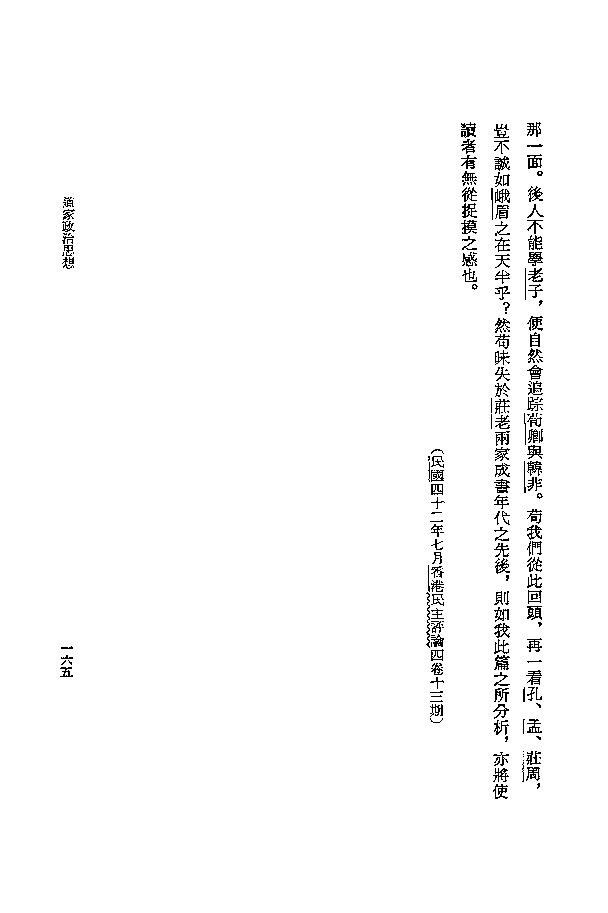 那一面。後人不能學老子，便自然會追踪荀卿與韓非。苟我們從此回頭，再一看孔、孟、莊周，
豈不誠如峨眉之在天半乎？然苟昧失於莊老兩家成書年代之先後，則如我此篇之所分析，亦將使
讀者有無從捉摸之感也。
（民國四十二年七月香港民主評論四卷十三期）
道家政治思想
一六五